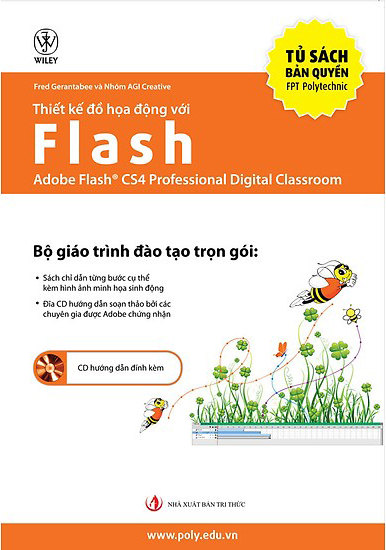 WILEY
TỦ SÁCH
BẢN QUYỀN
FPT Polytechnic
Fred Gerantabee và Nhóm AGI Creative
Thiết kế đồ họa động với
Flash
Adobe Flash® CS4 Professional Digital Classroom
Bộ giáo trình đào tạo trọn gói:
• Sách chỉ dẫn từng bước cụ thể
kèm hình ảnh minh họa sinh động
• Đĩa CD hướng dẫn soạn thảo bởi các
chuyên gia được Adobe chứng nhận
CD hướng dẫn đính kèm
NHÀ XUẤT BẢN TRI THỨC
www.poly.edu.vn